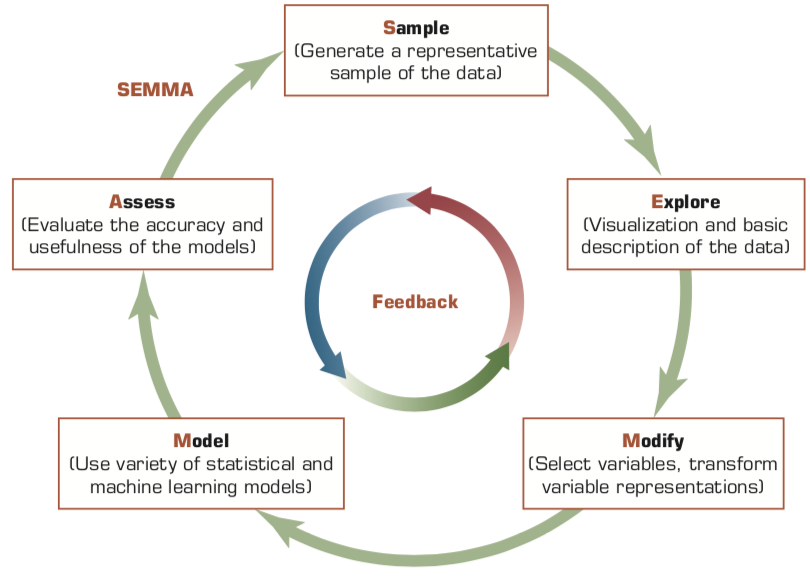 Sample
(Generate a representative
sample of the data)
SEMMA
Assess
(Evaluate the accuracy and
usefulness of the models)
Explore
(Visualization and basic
description of the data)
Feedback
Model
(Use variety of statistical and
machine learning models)
Modify
(Select variables, transform
variable representations)